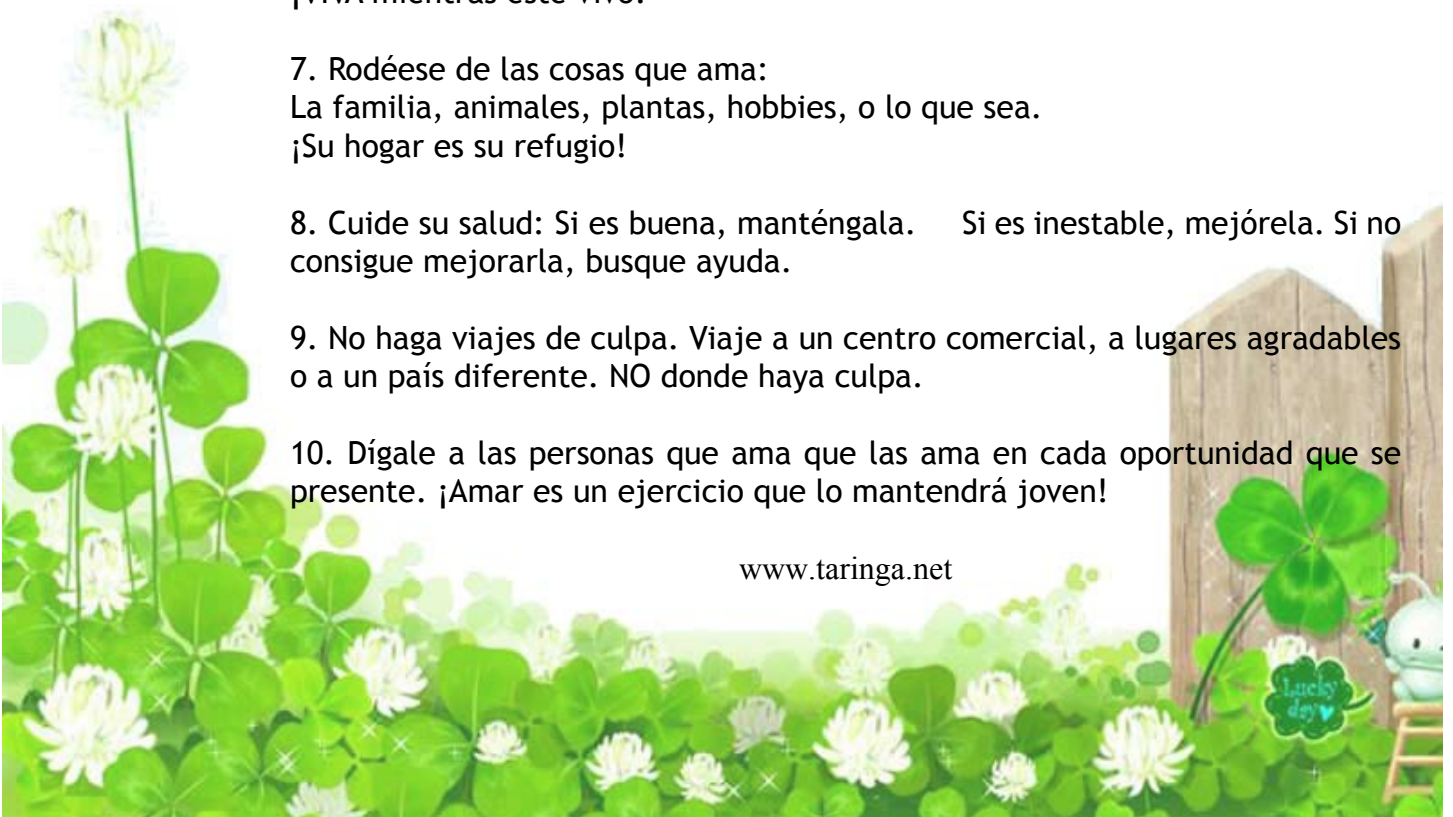 ¡VIVA mientras esté vivo!
7. Rodéese de las cosas que ama:
La familia, animales, plantas, hobbies, o lo que sea.
¡Su hogar es su refugio!
8. Cuide su salud: Si es buena, manténgala. Si es inestable, mejórela. Si no
consigue mejorarla, busque ayuda.
9. No haga viajes de culpa. Viaje a un centro comercial, a lugares agradables
o a un país diferente. NO donde haya culpa.
10. Dígale a las personas que ama que las ama en cada oportunidad que se
presente. ¡Amar es un ejercicio que lo mantendrá joven!
www.taringa.net
Lucky
day